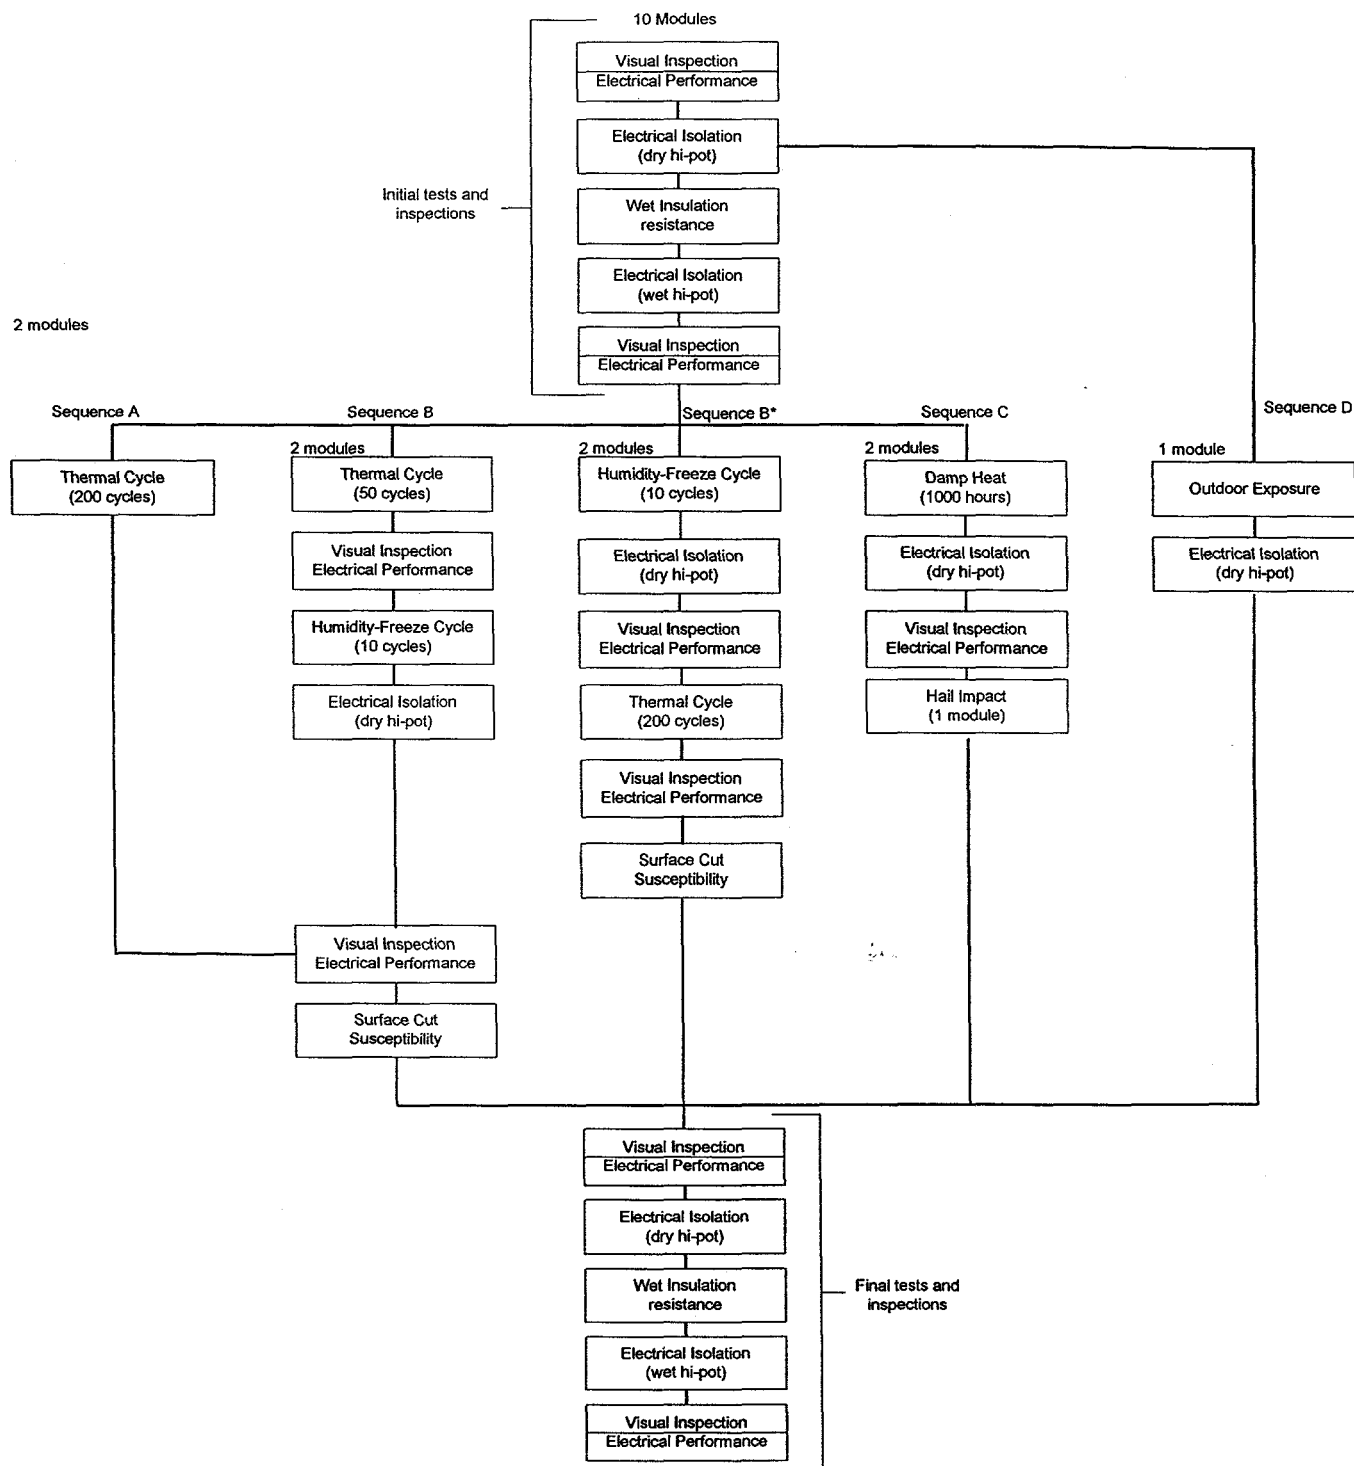 10 Modules
Visual Inspection
Electrical Performance
Electrical Isolation
(dry hi-pot)
Initial tests and
inspections
Wet Insulation
resistance
Electrical Isolation
(wet hi-pot)
2 modules
Visual Inspection
Electrical Performance
Sequence A
Sequence B
Sequence B*
Sequence C
Sequence D
Thermal Cycle
(200 cycles)
2 modules
Thermal Cycle
(50 cycles)
Visual Inspection
Electrical Performance
Humidity-Freeze Cycle
(10 cycles)
Electrical Isolation
(dry hi-pot)
Visual Inspection
Electrical Performance
Surface Cut
Susceptibility
2 modules
Humidity-Freeze Cycle
(10 cycles)
Electrical Isolation
(dry hi-pot)
Visual Inspection
Electrical Performance
Thermal Cycle
(200 cycles)
Visual Inspection
Electrical Performance
Surface Cut
Susceptibility
2 modules
Damp Heat
(1000 hours)
Electrical Isolation
(dry hi-pot)
Visual Inspection
Electrical Performance
Hail Impact
(1 module)
1 module
Outdoor Exposure
Electrical Isolation
(dry hi-pot)
Visual Inspection
Electrical Performance
Electrical Isolation
(dry hi-pot)
Wet Insulation
resistance
Final tests and
inspections
Electrical Isolation
(wet hi-pot)
Visual Inspection
Electrical Performance